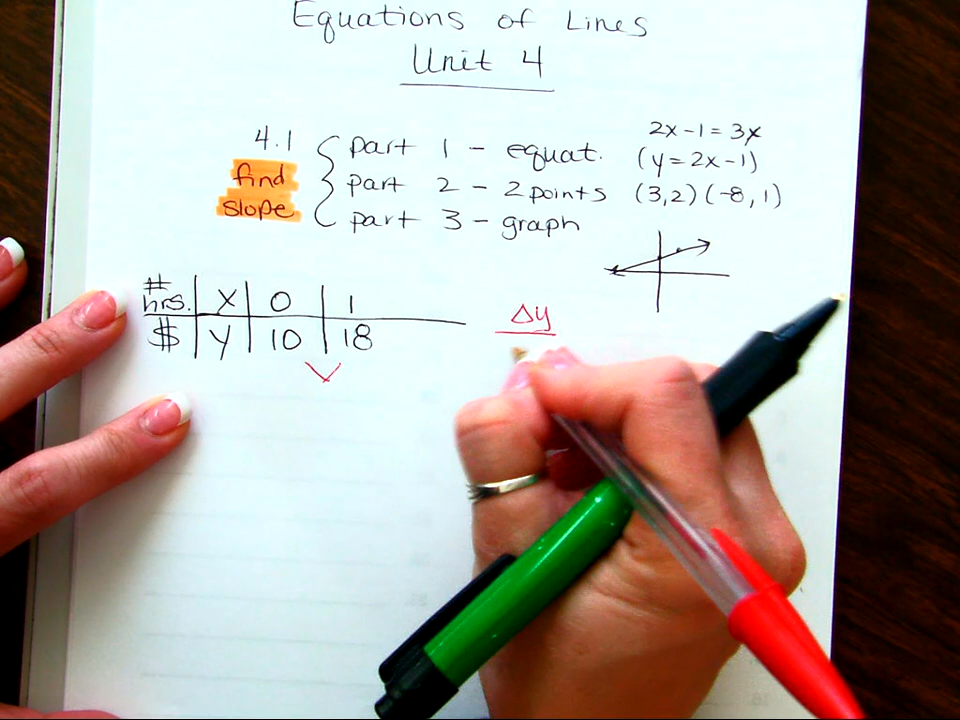 Equations of Lines
Unit 4
4.1 part 1 - equat. 2x-1=3x
(y=2x-1)
find part 2 - 2 points (3,2)(-8,1)
slope part 3 - graph
# hrs. x 0 1
$ y 10 18
Δy